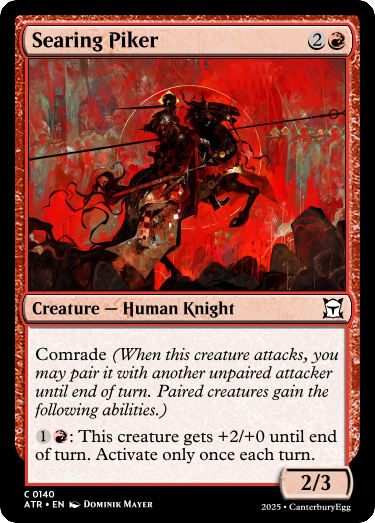 Searing Piker 2
Creature — Human Knight
Comrade (When this creature attacks, you
may pair it with another unpaired attacker
until end of turn. Paired creatures gain the
following abilities.)
1 : This creature gets +2/+0 until end
of turn. Activate only once each turn.
2/3
C 0140
ATR • EN Dominik Mayer
2025 • CanterburyEgg